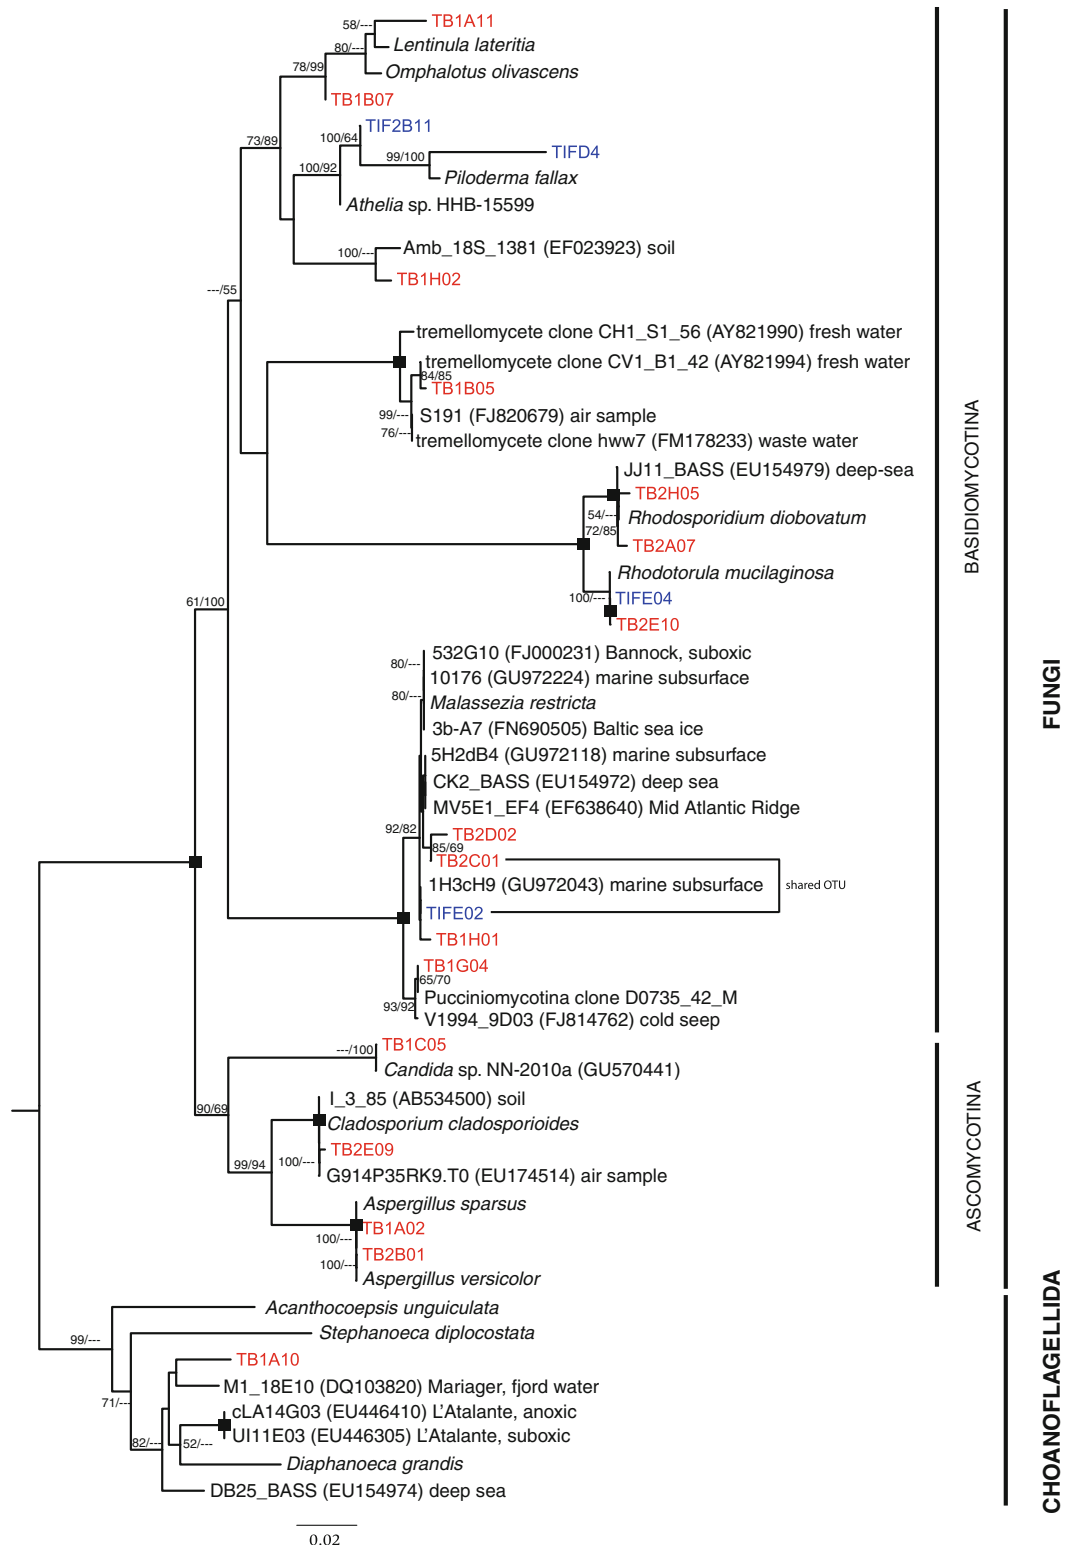 58/---
TB1A11
80/---
Lentinula lateritia
78/99
Omphalotus olivascens
TB1B07
TIF2B11
73/89
100/64
99/100
TIFD4
100/92
Piloderma fallax
Athelia sp. HHB-15599
100/---
Amb_18S_1381 (EF023923) soil
TB1H02
---/55
tremellomycete clone CH1_S1_56 (AY821990) fresh water
tremellomycete clone CV1_B1_42 (AY821994) fresh water
84/85
TB1B05
99/---
S191 (FJ820679) air sample
76/---
tremellomycete clone hww7 (FM178233) waste water
JJ11_BASS (EU154979) deep-sea
TB2H05
54/---
Rhodosporidium diobovatum
72/85
TB2A07
Rhodotorula mucilaginosa
100/---
TIFE04
TB2E10
61/100
532G10 (FJ000231) Bannock, suboxic
80/---
10176 (GU972224) marine subsurface
80/---
Malassezia restricta
3b-A7 (FN690505) Baltic sea ice
5H2dB4 (GU972118) marine subsurface
CK2_BASS (EU154972) deep sea
MV5E1_EF4 (EF638640) Mid Atlantic Ridge
92/82
TB2D02
85/69
TB2C01
1H3cH9 (GU972043) marine subsurface
shared OTU
TIFE02
TB1H01
TB1G04
65/70
Pucciniomycotina clone D0735_42_M
93/92
V1994_9D03 (FJ814762) cold seep
TB1C05
---/100
Candida sp. NN-2010a (GU570441)
90/69
I_3_85 (AB534500) soil
Cladosporium cladosporioides
TB2E09
99/94
100/---
G914P35RK9.T0 (EU174514) air sample
Aspergillus sparsus
TB1A02
100/---
TB2B01
100/---
Aspergillus versicolor
Acanthocoepsis unguiculata
99/---
Stephanoeca diplocostata
TB1A10
M1_18E10 (DQ103820) Mariager, fjord water
71/---
cLA14G03 (EU446410) L'Atalante, anoxic
UI11E03 (EU446305) L'Atalante, suboxic
82/---
52/---
Diaphanoeca grandis
DB25_BASS (EU154974) deep sea
0.02
BASIDIOMYCOTINA
ASCOMYCOTINA
FUNGI
CHOANOFLAGELLIDA